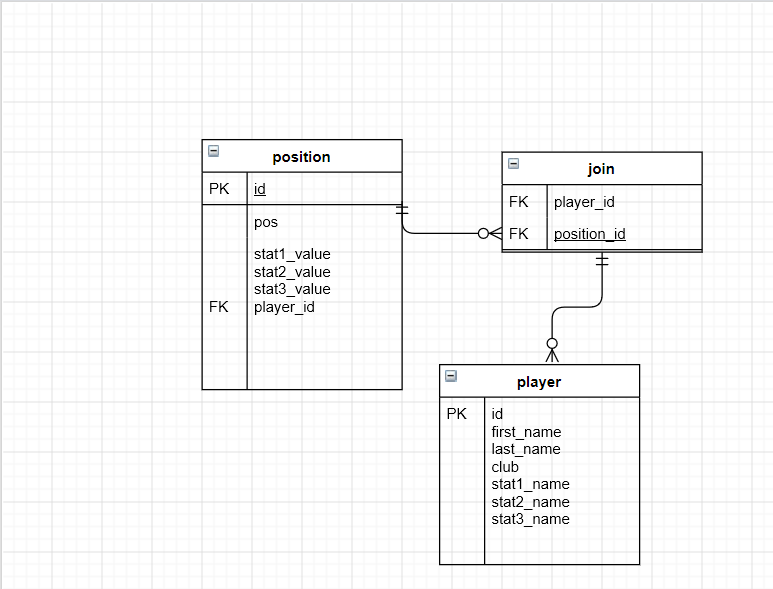 position
PK id
pos
stat1_value
stat2_value
stat3_value
FK player_id
join
FK player_id
FK position_id
player
PK id
first_name
last_name
club
stat1_name
stat2_name
stat3_name